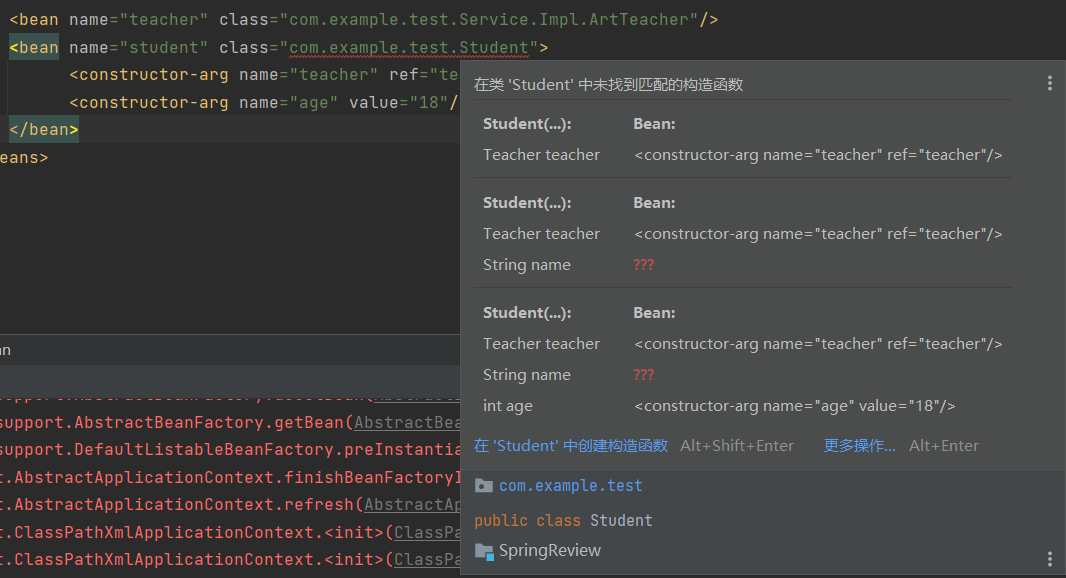 <bean name="teacher" class="com.example.test.Service.Impl.ArtTeacher"/>
<bean name="student" class="com.example.test.Student">
<constructor-arg name="teacher" ref="te
<constructor-arg name="age" value="18"/
</bean>
eans>
在类 'Student' 中未找到匹配的构造函数
Student(...): Bean:
Teacher teacher <constructor-arg name="teacher" ref="teacher"/>
Student(...): Bean:
Teacher teacher <constructor-arg name="teacher" ref="teacher"/>
String name ???
Student(...): Bean:
Teacher teacher <constructor-arg name="teacher" ref="teacher"/>
String name ???
int age <constructor-arg name="age" value="18"/>
在 'Student' 中创建构造函数 Alt+Shift+Enter 更多操作... Alt+Enter
com.example.test
public class Student
SpringReview
an
support.AbstractBeanFactory.getBean(AbstractBea
support.DefaultListableBeanFactory.preInstantia
t.AbstractApplicationContext.finishBeanFactoryI
t.AbstractApplicationContext.refresh(AbstractAp
t.ClassPathXmlApplicationContext.<init>(ClassPa
t.ClassPathXmlApplicationContext.<init>(ClassPa